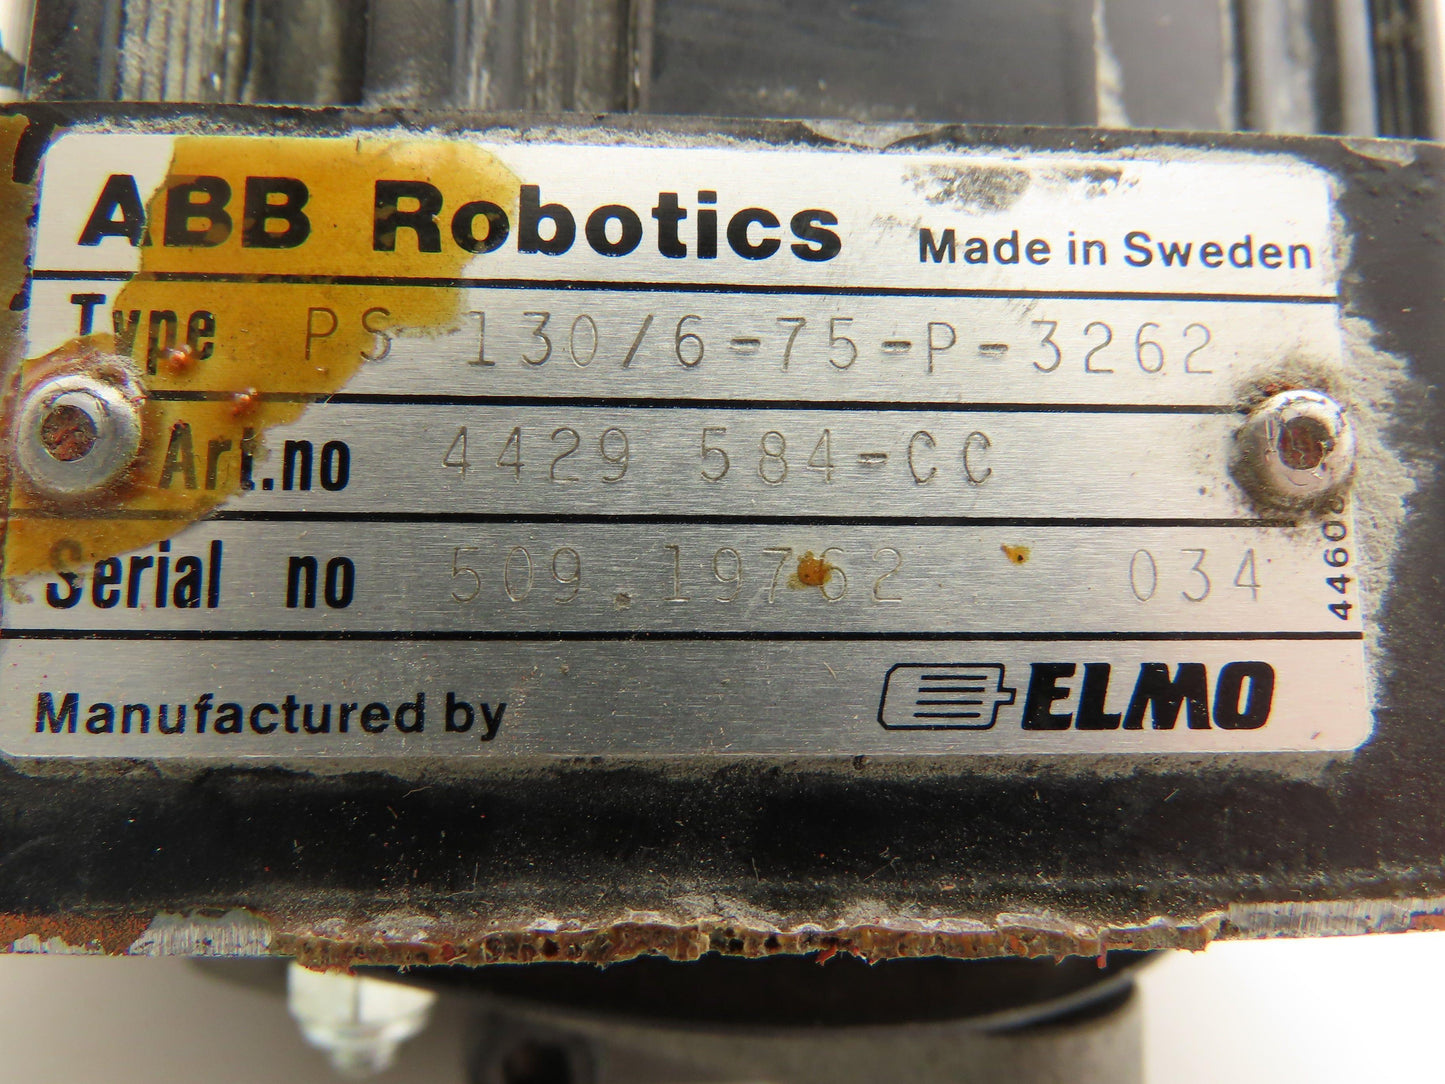 ABB Robotics Made in Sweden
Type PS 130/6-75-P-3262
Art.no 4429 584-CC
Serial no 509.19762 034
Manufactured by ELMO